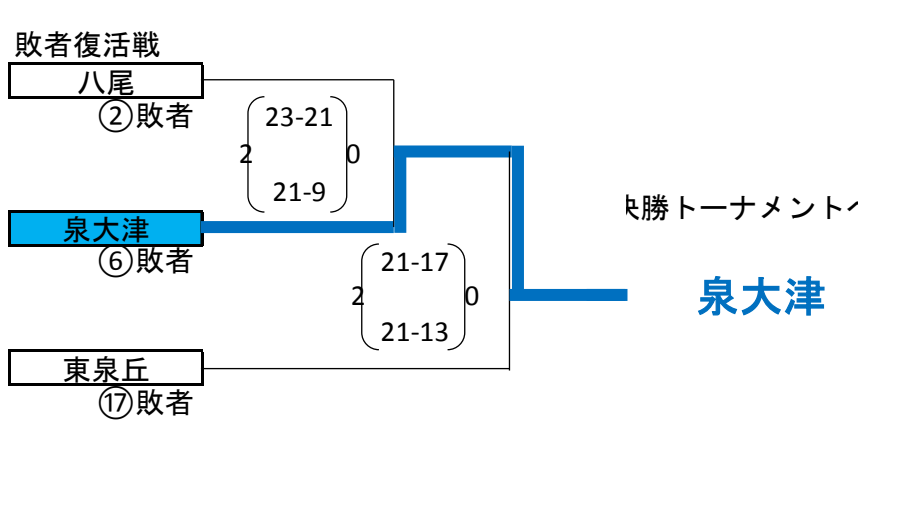 敗者復活戦
八尾
②敗者
23-21
2 0
21-9
泉大津
⑥敗者
決勝トーナメントへ
21-17
2 0
21-13
泉大津
東泉丘
⑰敗者